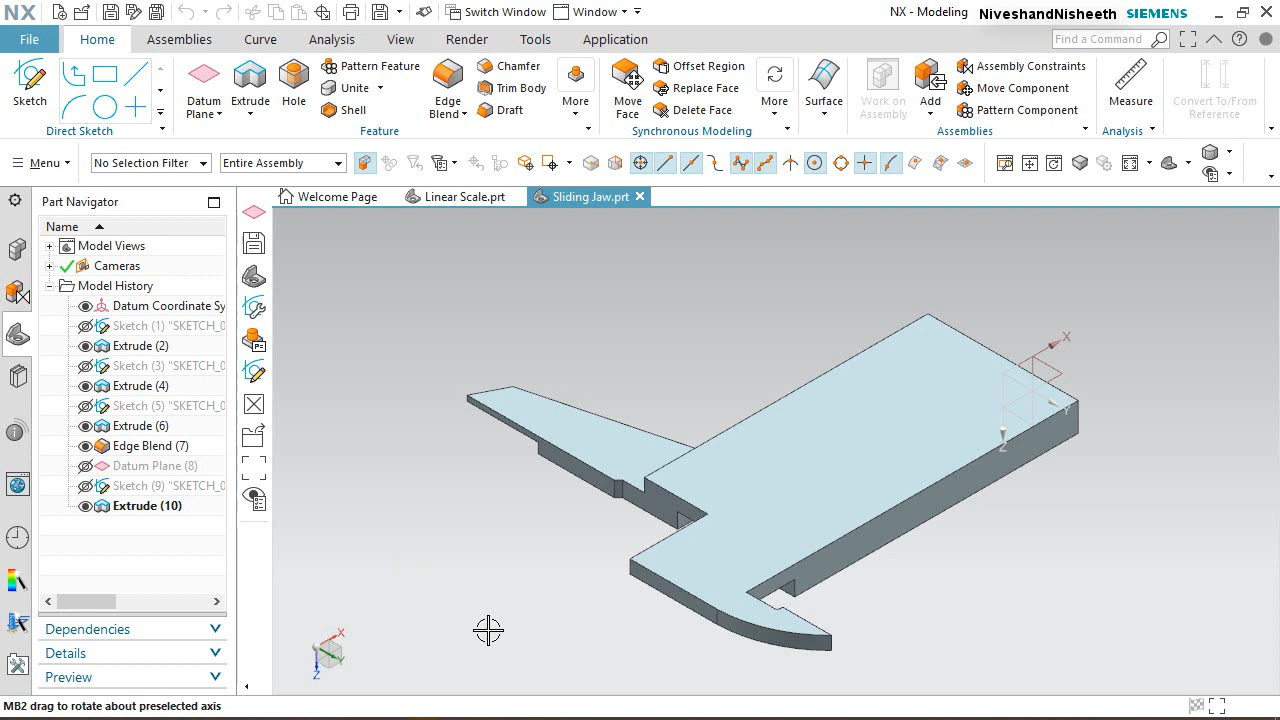 NX
Switch Window
Window
NX - Modeling
NiveshandNisheeth
SIEMENS
File
Home
Assemblies
Curve
Analysis
View
Render
Tools
Application
Find a Command
Sketch
Direct Sketch
Datum
Plane
Extrude
Hole
Pattern Feature
Unite
Shell
Edge
Blend
Chamfer
Trim Body
Draft
More
Feature
Move
Face
Offset Region
Replace Face
Delete Face
More
Synchronous Modeling
Surface
Work on
Assembly
Add
Assembly Constraints
Move Component
Pattern Component
Assemblies
Measure
Analysis
Convert To/From
Reference
Menu
No Selection Filter
Entire Assembly
Part Navigator
Welcome Page
Linear Scale.prt
Sliding Jaw.prt
Name
Model Views
Cameras
Model History
Datum Coordinate Sy
Sketch (1) "SKETCH_0
Extrude (2)
Sketch (3) "SKETCH_0
Extrude (4)
Sketch (5) "SKETCH_0
Extrude (6)
Edge Blend (7)
Datum Plane (8)
Sketch (9) "SKETCH_0
Extrude (10)
Dependencies
Details
Preview
X
Y
Z
X
Y
Z
MB2 drag to rotate about preselected axis